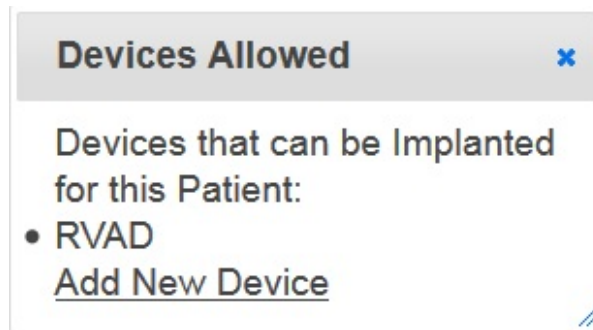 Devices Allowed
Devices that can be Implanted
for this Patient:
• RVAD
Add New Device